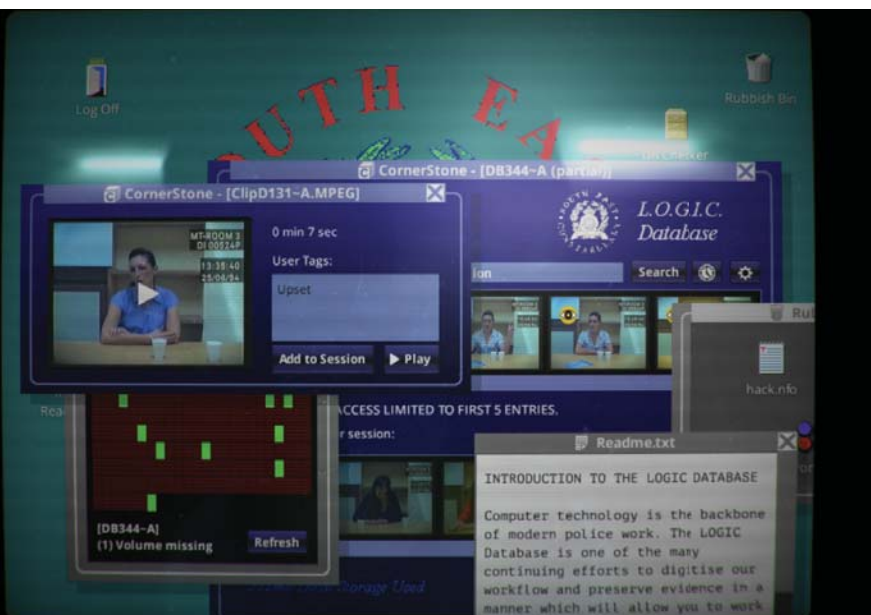 Log Off
Rubbish Bin
SOUTH EA
CornerStone - [DB344~A (partial)]
CornerStone - [ClipD131~A.MPEG]
MT-ROOM 3
13:35:40
0 min 7 sec
User Tags:
Upset
Add to Session
Play
L.O.G.I.C.
Database
Search
ACCESS LIMITED TO FIRST 5 ENTRIES.
r session:
hack.nfo
Rea
[DB344~A]
(1) Volume missing
Refresh
Readme.txt
INTRODUCTION TO THE LOGIC DATABASE
Computer technology is the backbone
of modern police work. The LOGIC
Database is one of the many
continuing efforts to digitise our
workflow and preserve evidence in a
manner which will allow you to work